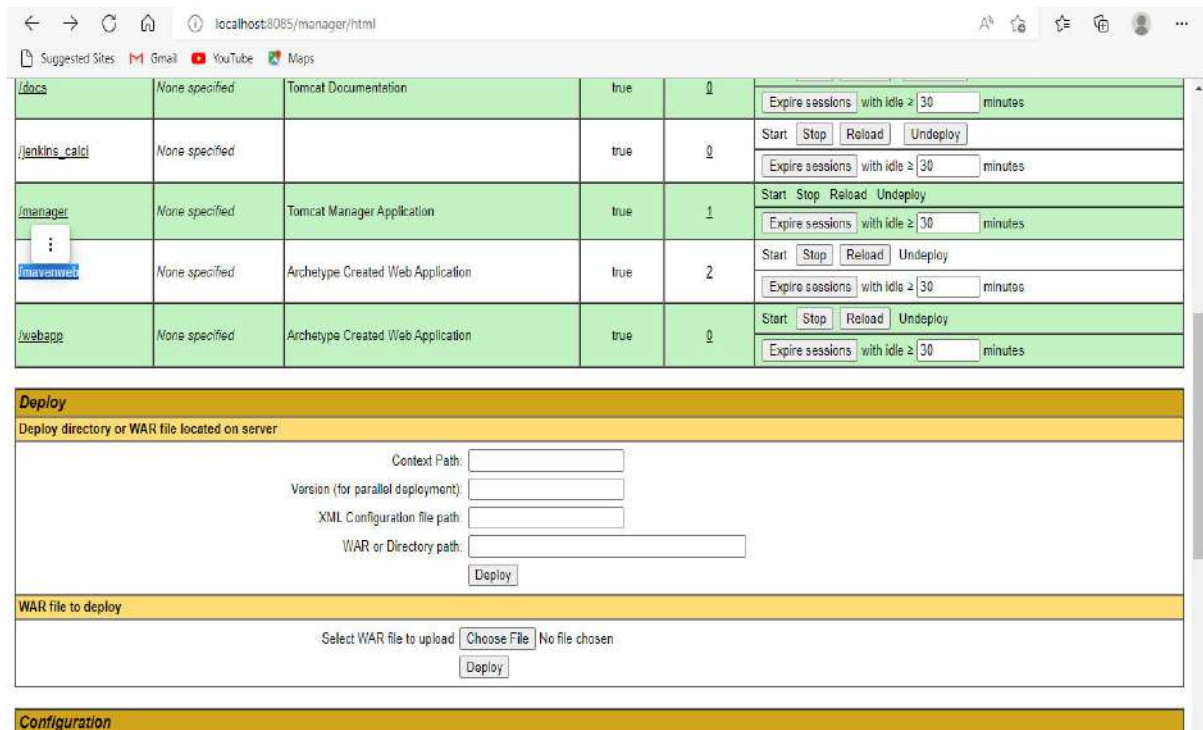 localhost:8085/manager/html
Suggested Sites Gmail YouTube Maps
/docs None specified Tomcat Documentation true 0
Expire sessions with idle ≥ 30 minutes
/jenkins_calci None specified true 0 Start Stop Reload Undeploy
Expire sessions with idle ≥ 30 minutes
/manager None specified Tomcat Manager Application true 1 Start Stop Reload Undeploy
Expire sessions with idle ≥ 30 minutes
/mavenweb None specified Archetype Created Web Application true 2 Start Stop Reload Undeploy
Expire sessions with idle ≥ 30 minutes
/webapp None specified Archetype Created Web Application true 0 Start Stop Reload Undeploy
Expire sessions with idle ≥ 30 minutes
Deploy
Deploy directory or WAR file located on server
Context Path:
Version (for parallel deployment):
XML Configuration file path:
WAR or Directory path:
Deploy
WAR file to deploy
Select WAR file to upload Choose File No file chosen
Deploy
Configuration